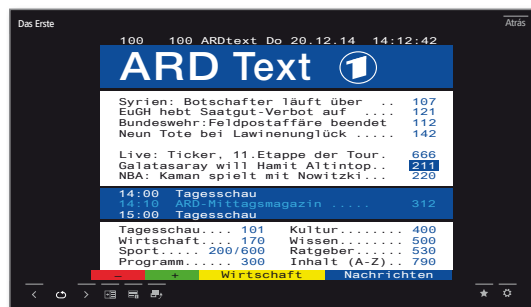 Das Erste
Atrás
100 100 ARDtext Do 20.12.14 14:12:42
ARD Text 1
Syrien: Botschafter läuft über .. 107
EuGH hebt Saatgut-Verbot auf .... 121
Bundeswehr:Feldpostaffäre beendet 112
Neun Tote bei Lawinenunglück ..... 142
Live: Ticker, 11.Etappe der Tour. 666
Galatasaray will Hamit Altintop.. 211
NBA: Kaman spielt mit Nowitzki... 220
14:00 Tagesschau
14:10 ARD-Mittagsmagazin ..... 312
15:00 Tagesschau
Tagesschau.... 101 Kultur........ 400
Wirtschaft.... 170 Wissen........ 500
Sport..... 200/600 Ratgeber...... 530
Programm...... 300 Inhalt (A-Z).. 790
– + Wirtschaft Nachrichten